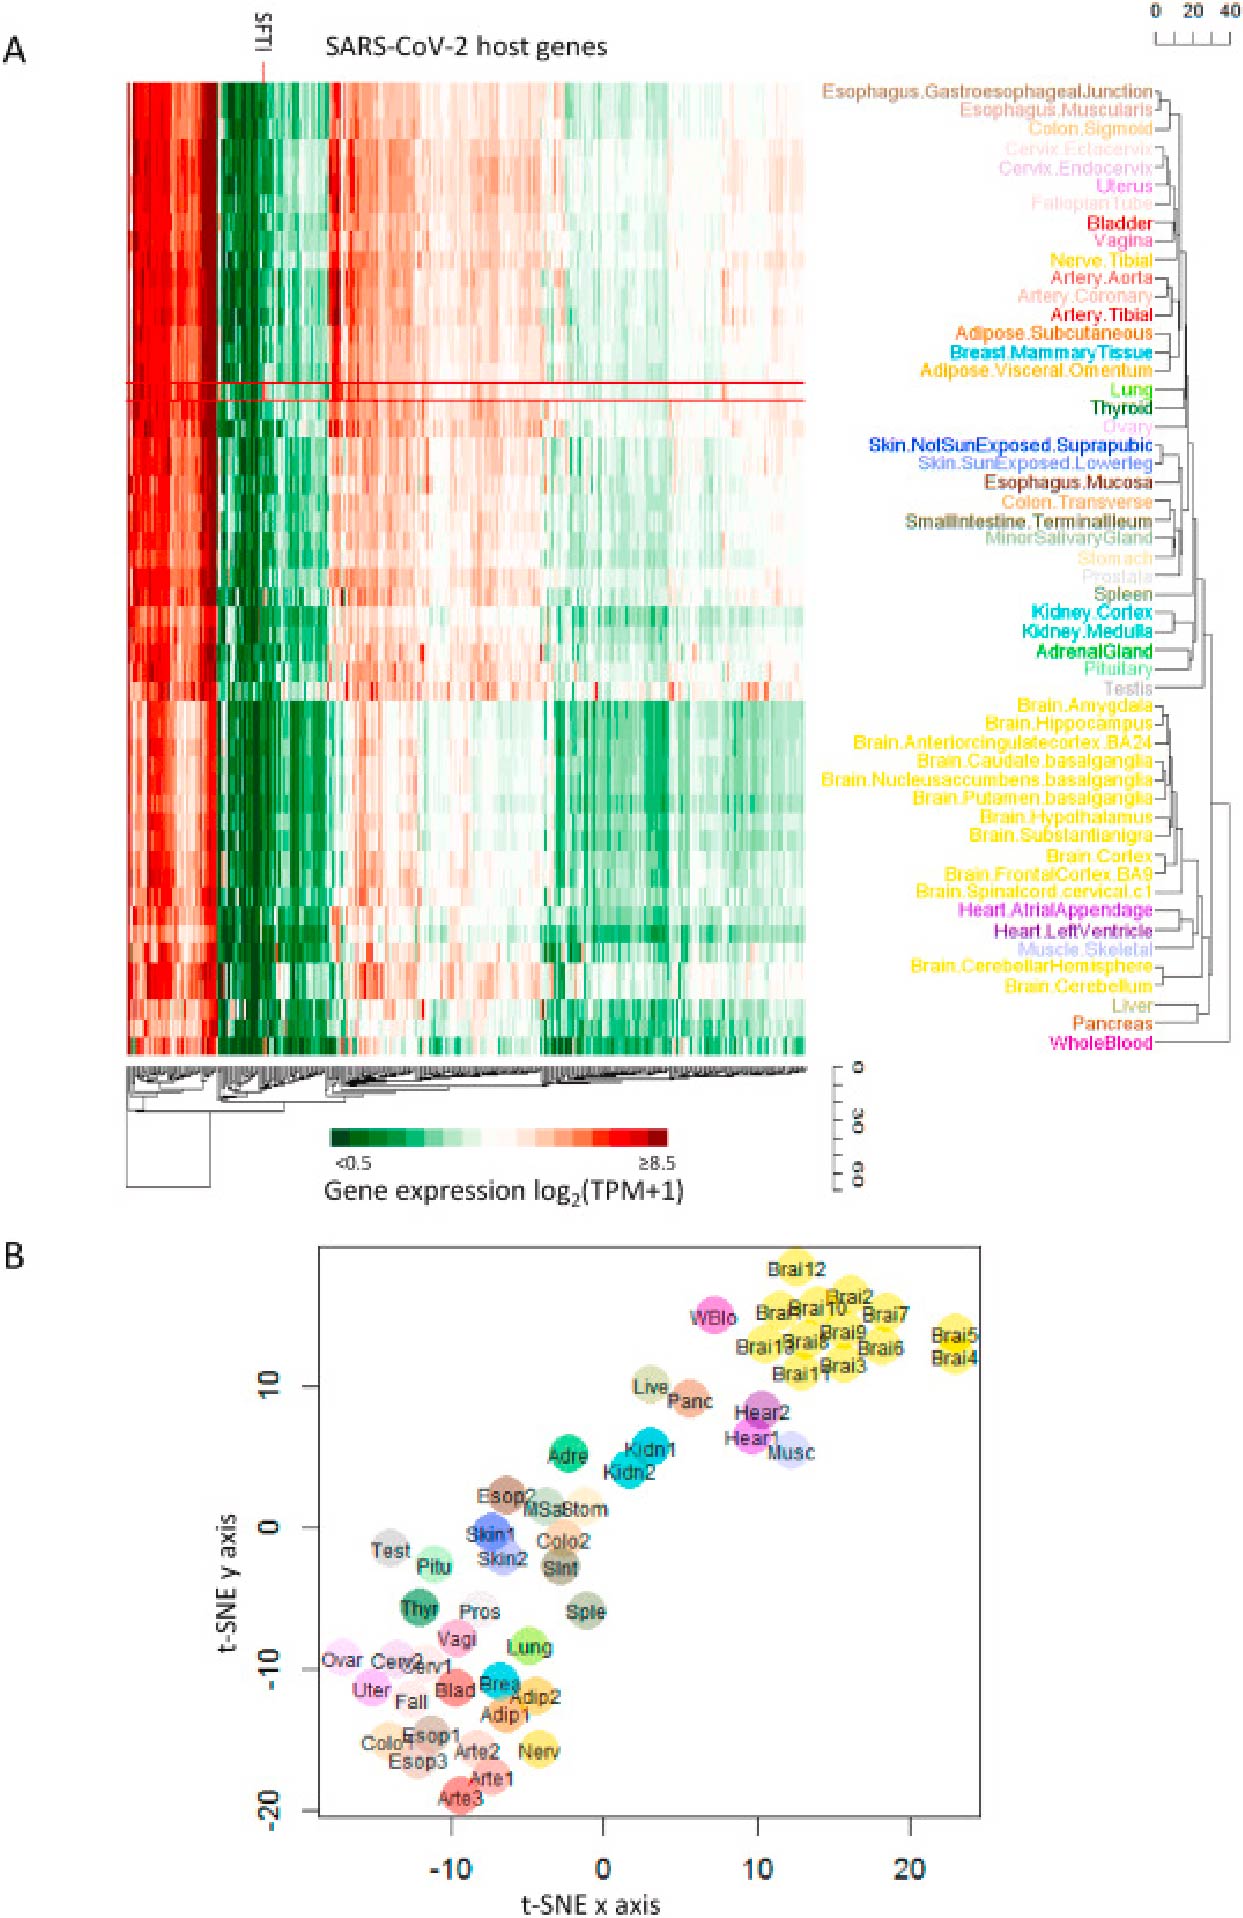 A
SFTI
SARS-CoV-2 host genes
0 20 40
Esophagus.GastroesophagealJunction
Esophagus.Muscularis
Colon.Sigmoid
Cervix.Ectocervix
Cervix.Endocervix
Uterus
FallopianTube
Bladder
Vagina
Nerve.Tibial
Artery.Aorta
Artery.Coronary
Artery.Tibial
Adipose.Subcutaneous
Breast.MammaryTissue
Adipose.Visceral.Omentum
Lung
Thyroid
Ovary
Skin.NotSunExposed.Suprapubic
Skin.SunExposed.Lowerleg
Esophagus.Mucosa
Colon.Transverse
SmallIntestine.TerminalIleum
MinorSalivaryGland
Stomach
Prostate
Spleen
Kidney.Cortex
Kidney.Medulla
AdrenalGland
Pituitary
Testis
Brain.Amygdala
Brain.Hippocampus
Brain.Anteriorcingulatecortex.BA24
Brain.Caudate.basalganglia
Brain.Nucleusaccumbens.basalganglia
Brain.Putamen.basalganglia
Brain.Hypothalamus
Brain.Substantianigra
Brain.Cortex
Brain.FrontalCortex.BA9
Brain.Spinalcord.cervical.c1
Heart.AtrialAppendage
Heart.LeftVentricle
Muscle.Skeletal
Brain.CerebellarHemisphere
Brain.Cerebellum
Liver
Pancreas
WholeBlood
0 30 60
<0.5 ≥8.5
Gene expression log₂(TPM+1)
B
Brai12
Brai2
Brai10
Brai7
WBlo
Brai9
Brai5
Brai8
Brai6
Brai4
Brai3
Brai11
10
Live
Panc
Hear2
Hear1
Kidn1
Musc
Adre
Kidn2
Esop2
MSal
Stom
0
Skin1
Colo2
Test
Skin2
Pitu
SInt
Thyr
Pros
Sple
Vagi
Lung
-10
Ovar
Cerv2
Cerv1
Uter
Blad
Brea
Fall
Adip2
Adip1
Esop1
Colo1
Arte2
Nerv
Esop3
Arte1
Arte3
-20
t-SNE y axis
-10 0 10 20
t-SNE x axis